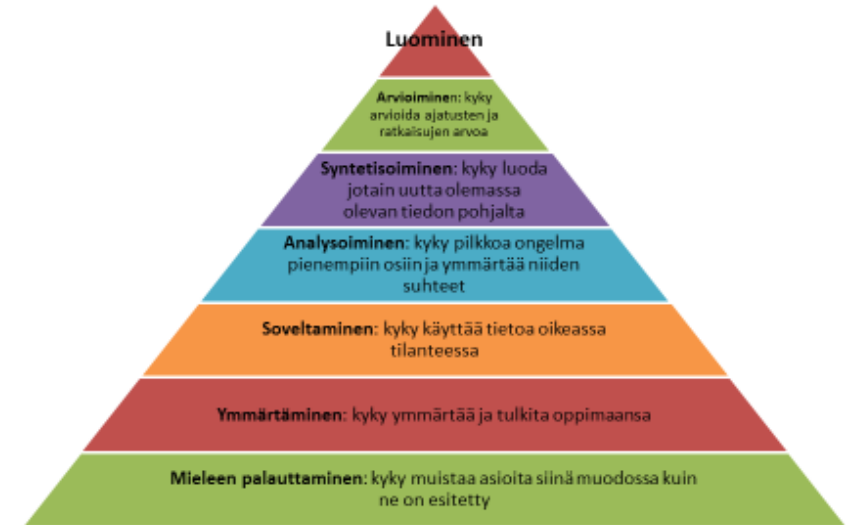 Luominen
Arvioiminen: kyky
arvioida ajatusten ja
ratkaisujen arvoa
Syntetisoiminen: kyky luoda
jotain uutta olemassa
olevan tiedon pohjalta
Analysoiminen: kyky pilkkoa ongelma
pienempiin osiin ja ymmärtää niiden
suhteet
Soveltaminen: kyky käyttää tietoa oikeassa
tilanteessa
Ymmärtäminen: kyky ymmärtää ja tulkita oppimaansa
Mieleen palauttaminen: kyky muistaa asioita siinä muodossa kuin
ne on esitetty